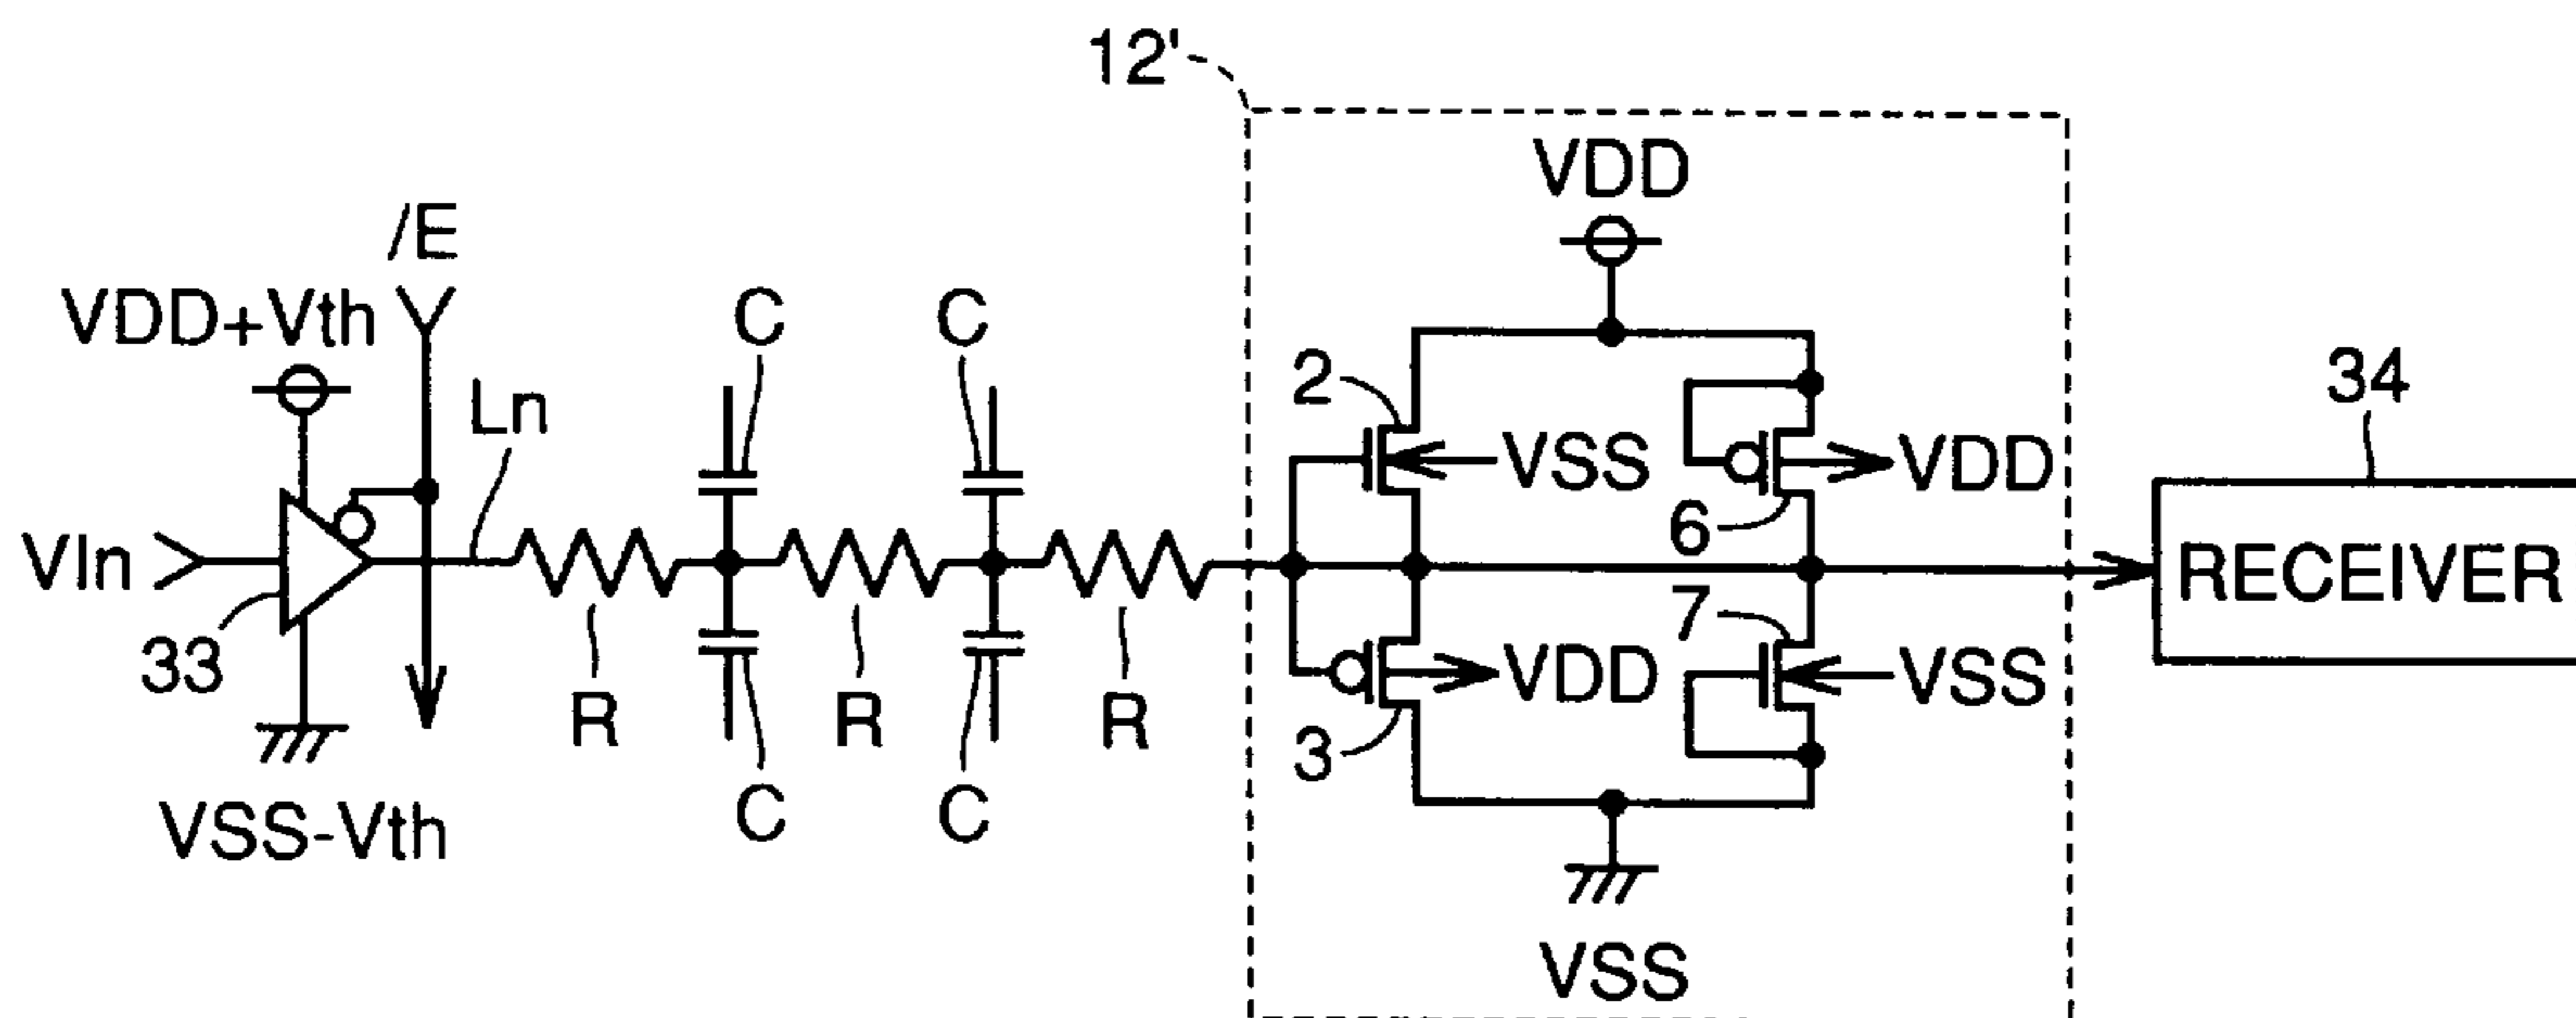 12'
VDD
/E
VDD+Vth
C
C
Ln
2
VSS
VDD
34
6
VIn
RECEIVER
7
33
R
R
R
VDD
VSS
3
VSS-Vth
C
C
VSS